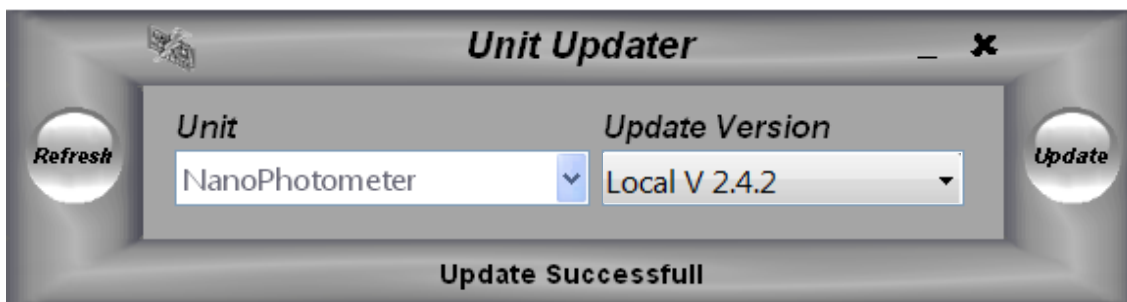 Unit Updater
Unit
Update Version
Refresh
NanoPhotometer
Local V 2.4.2
Update
Update Successfull